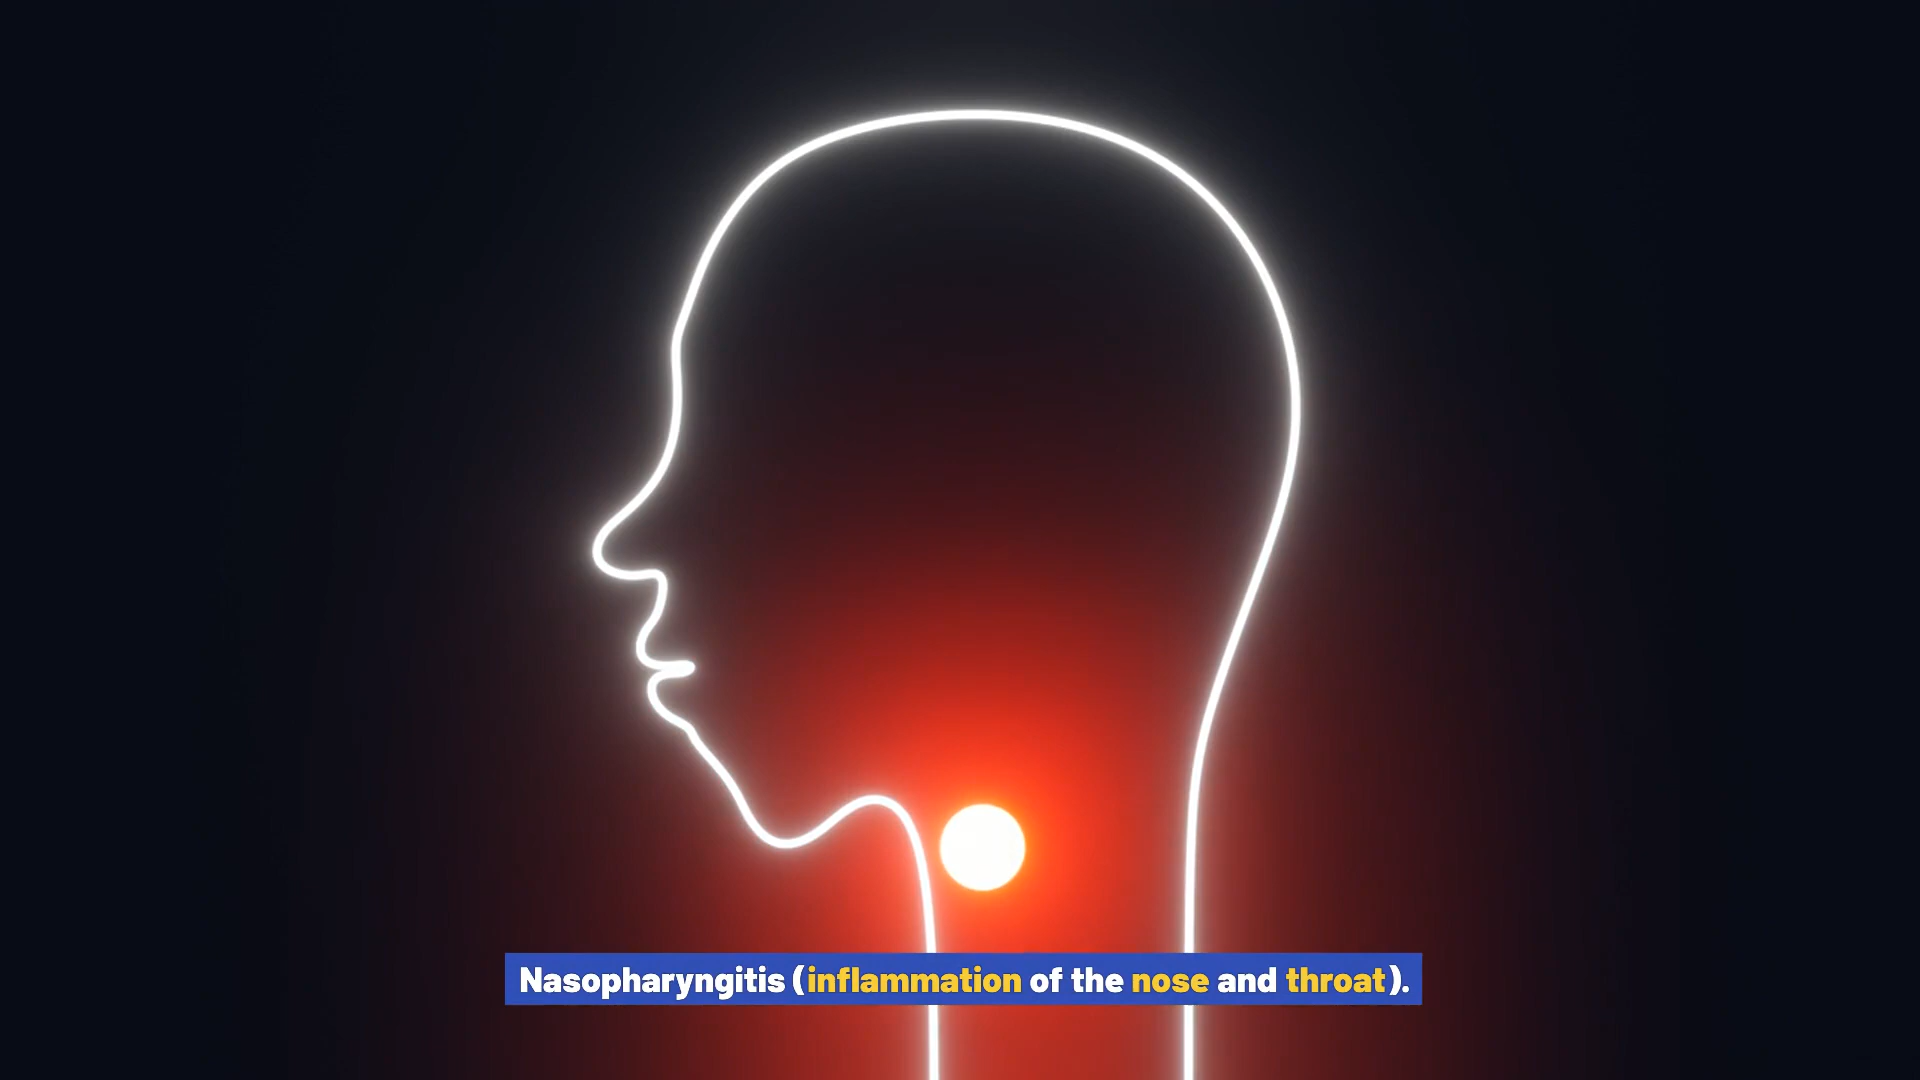 Nasopharyngitis (inflammation of the nose and throat).